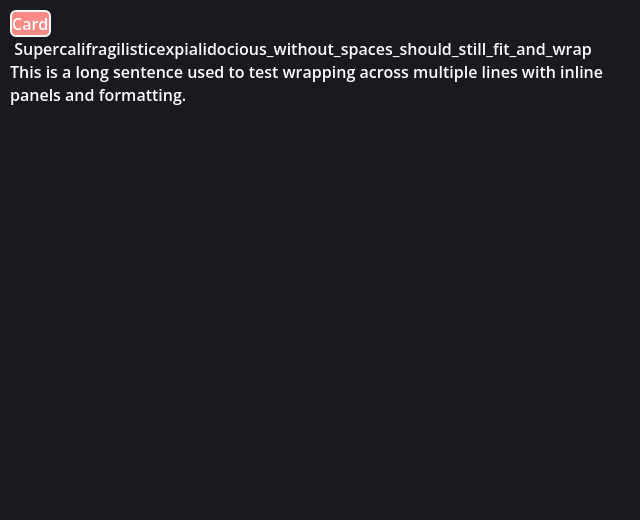 Card
Supercalifragilisticexpialidocious_without_spaces_should_still_fit_and_wrap
This is a long sentence used to test wrapping across multiple lines with inline
panels and formatting.